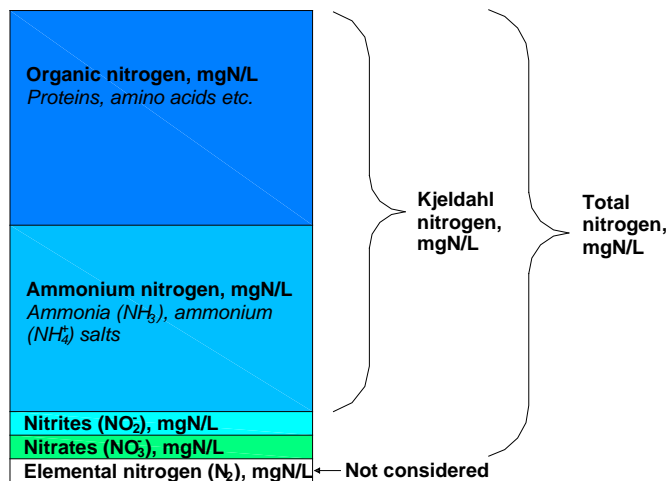 Organic nitrogen, mgN/L
Proteins, amino acids etc.
Kjeldahl
nitrogen,
mgN/L
Total
nitrogen,
mgN/L
Ammonium nitrogen, mgN/L
Ammonia (NH₃), ammonium
(NH₄⁺) salts
Nitrites (NO₂⁻), mgN/L
Nitrates (NO₃⁻), mgN/L
Elemental nitrogen (N₂), mgN/L
Not considered